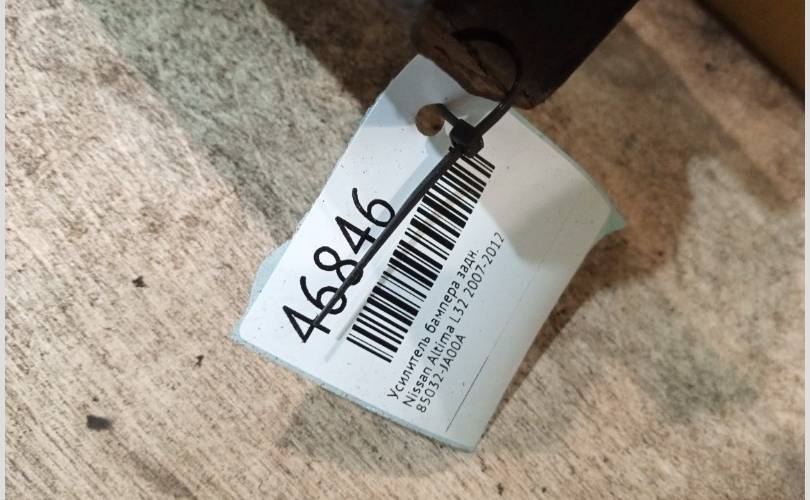 46846
Усилитель бампера задн.
Nissan Altima L32 2007-2012
85032-JA00A